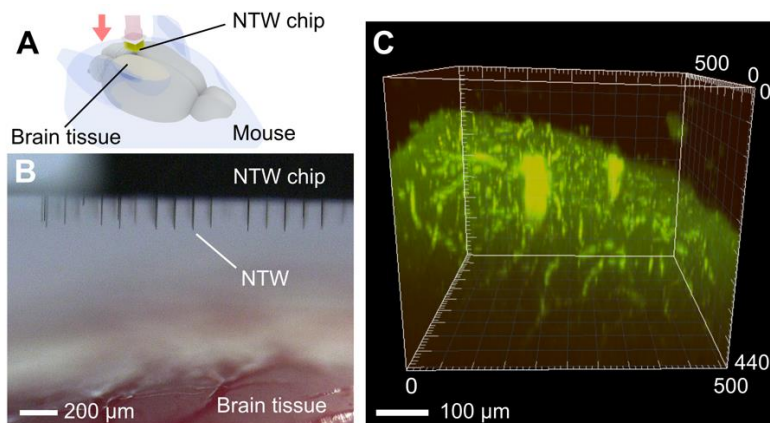 A
NTW chip
Brain tissue
Mouse
B
NTW chip
NTW
200 μm
Brain tissue
C
500
0
0
440
0
500
100 μm